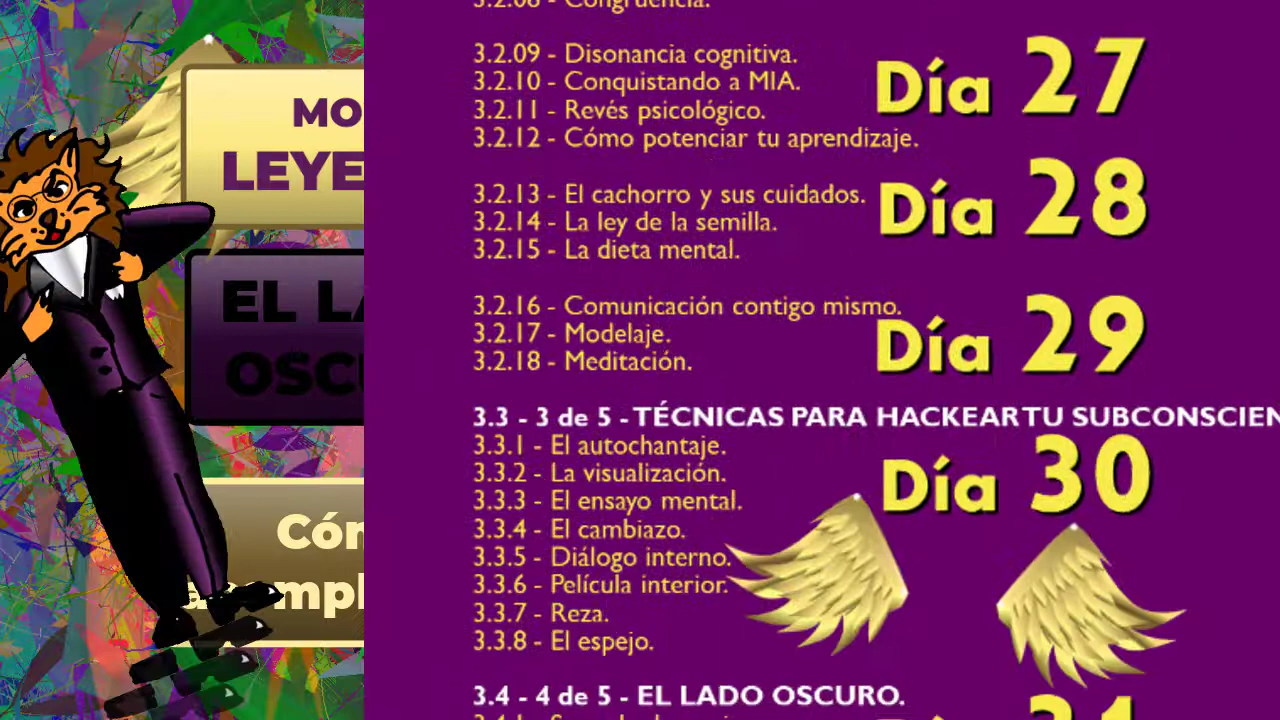 MO
LEYE
EL LA
OSCU
Cóm
mpl
3.2.08 - Congruencia.
3.2.09 - Disonancia cognitiva.
3.2.10 - Conquistando a MIA.
3.2.11 - Revés psicológico.
3.2.12 - Cómo potenciar tu aprendizaje.
Día 27
3.2.13 - El cachorro y sus cuidados.
3.2.14 - La ley de la semilla.
3.2.15 - La dieta mental.
Día 28
3.2.16 - Comunicación contigo mismo.
3.2.17 - Modelaje.
3.2.18 - Meditación.
Día 29
3.3 - 3 de 5 - TÉCNICAS PARA HACKEAR TU SUBCONSCIEN
3.3.1 - El autochantaje.
3.3.2 - La visualización.
3.3.3 - El ensayo mental.
3.3.4 - El cambiazo.
3.3.5 - Diálogo interno.
3.3.6 - Película interior.
3.3.7 - Reza.
3.3.8 - El espejo.
Día 30
3.4 - 4 de 5 - EL LADO OSCURO.